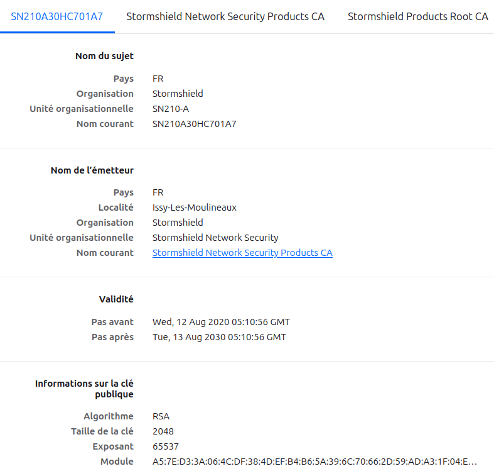 SN210A30HC701A7 Stormshield Network Security Products CA Stormshield Products Root CA
Nom du sujet
Pays FR
Organisation Stormshield
Unité organisationnelle SN210-A
Nom courant SN210A30HC701A7
Nom de l'émetteur
Pays FR
Localité Issy-Les-Moulineaux
Organisation Stormshield
Unité organisationnelle Stormshield Network Security
Nom courant Stormshield Network Security Products CA
Validité
Pas avant Wed, 12 Aug 2020 05:10:56 GMT
Pas après Tue, 13 Aug 2030 05:10:56 GMT
Informations sur la clé
publique
Algorithme RSA
Taille de la clé 2048
Exposant 65537
Module A5:7E:D3:3A:06:4C:DF:38:4D:EF:B4:B6:5A:39:6C:70:66:2D:59:AD:A3:1F:04:E…